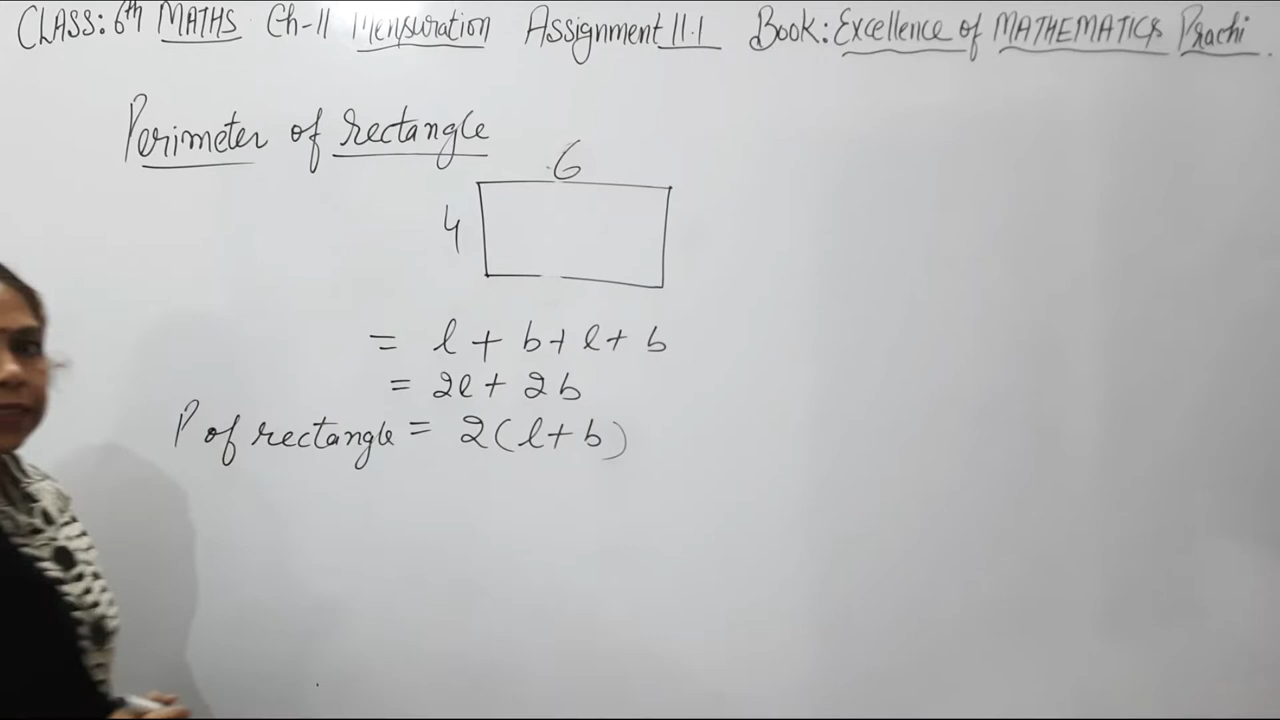 CLASS: 6th MATHS Ch-11 Mensuration Assignment 11.1 Book: Excellence of MATHEMATICS Prachi.
Perimeter of rectangle
6
4
= l + b + l + b
= 2l + 2b
P of rectangle = 2(l+b)